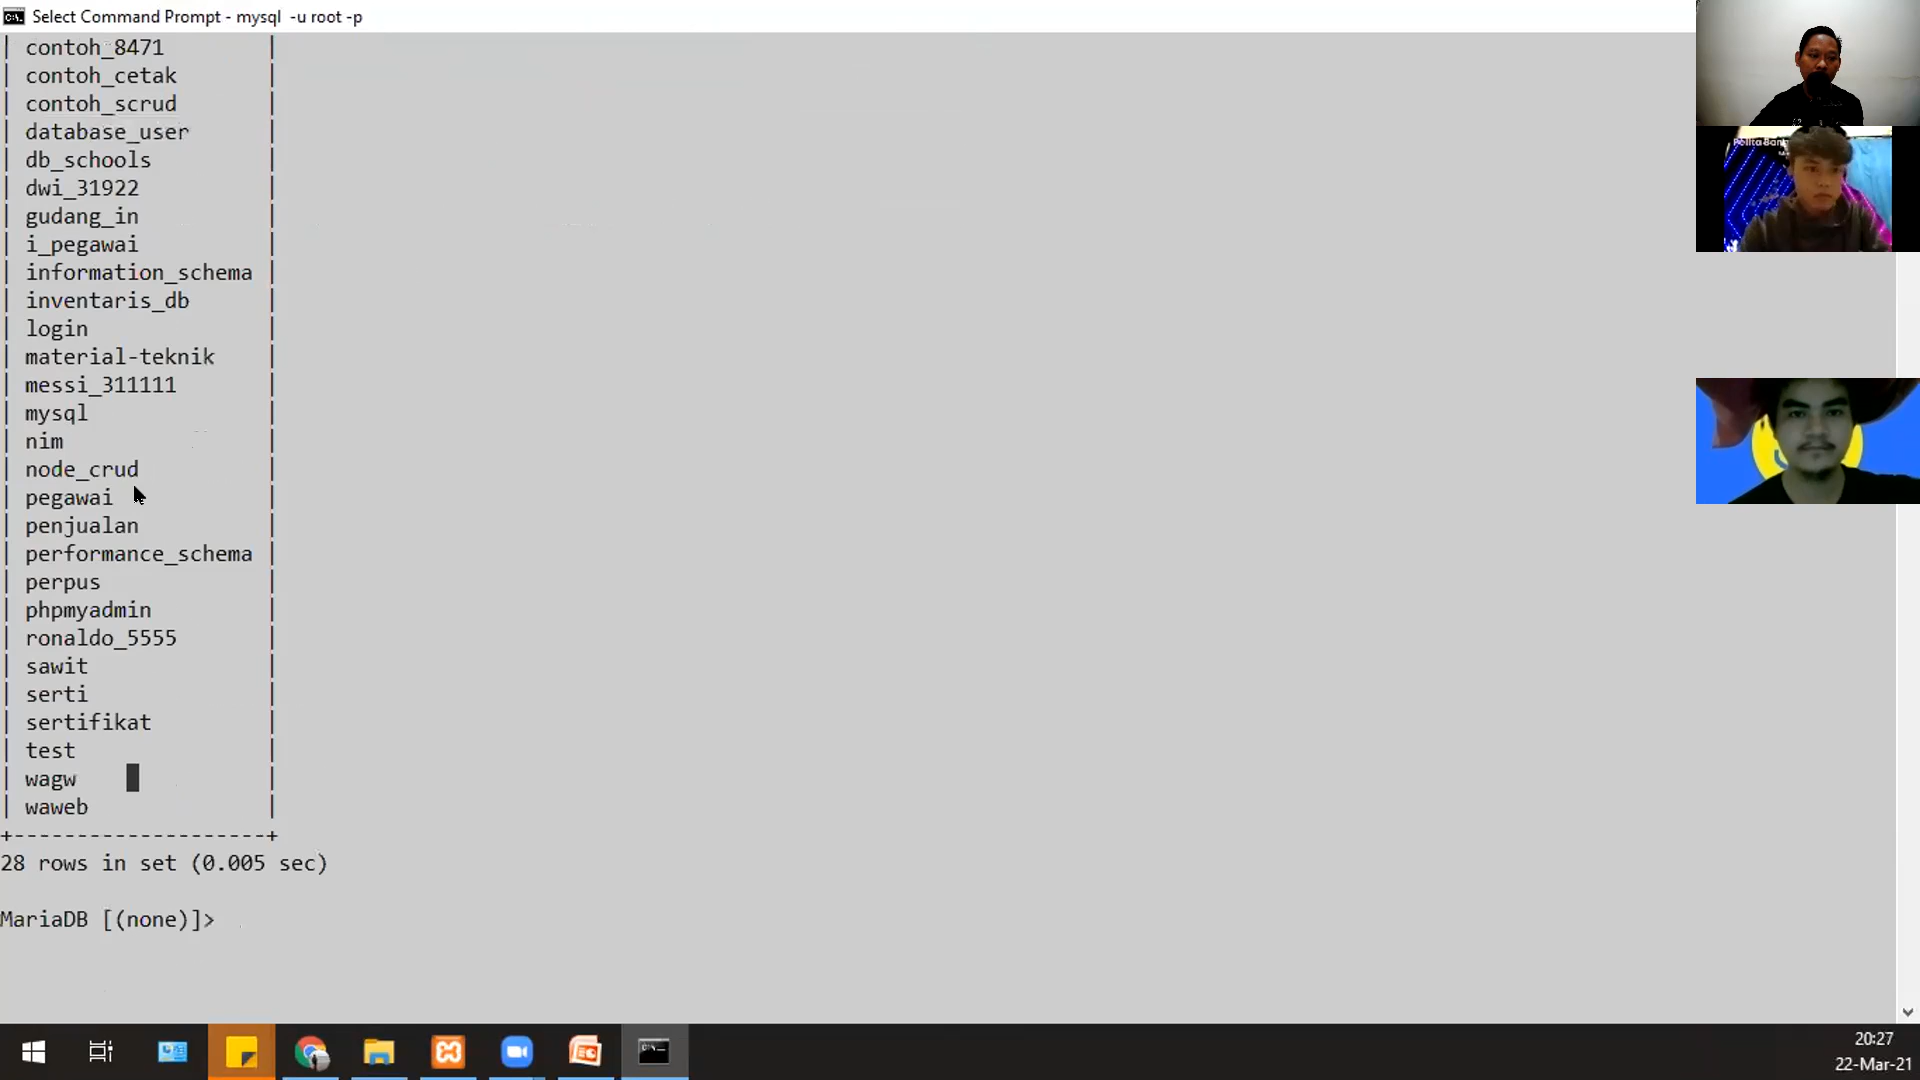 Select Command Prompt - mysql  -u root -p
| contoh_8471        |
| contoh_cetak       |
| contoh_scrud       |
| database_user      |
| db_schools         |
| dwi_31922          |
| gudang_in          |
| i_pegawai          |
| information_schema |
| inventaris_db      |
| login              |
| material-teknik    |
| messi_311111       |
| mysql              |
| nim                |
| node_crud          |
| pegawai            |
| penjualan          |
| performance_schema |
| perpus             |
| phpmyadmin         |
| ronaldo_5555       |
| sawit              |
| serti              |
| sertifikat         |
| test               |
| wagw               |
| waweb              |
+--------------------+
28 rows in set (0.005 sec)
MariaDB [(none)]>
Pelita Bang
20:27
22-Mar-21